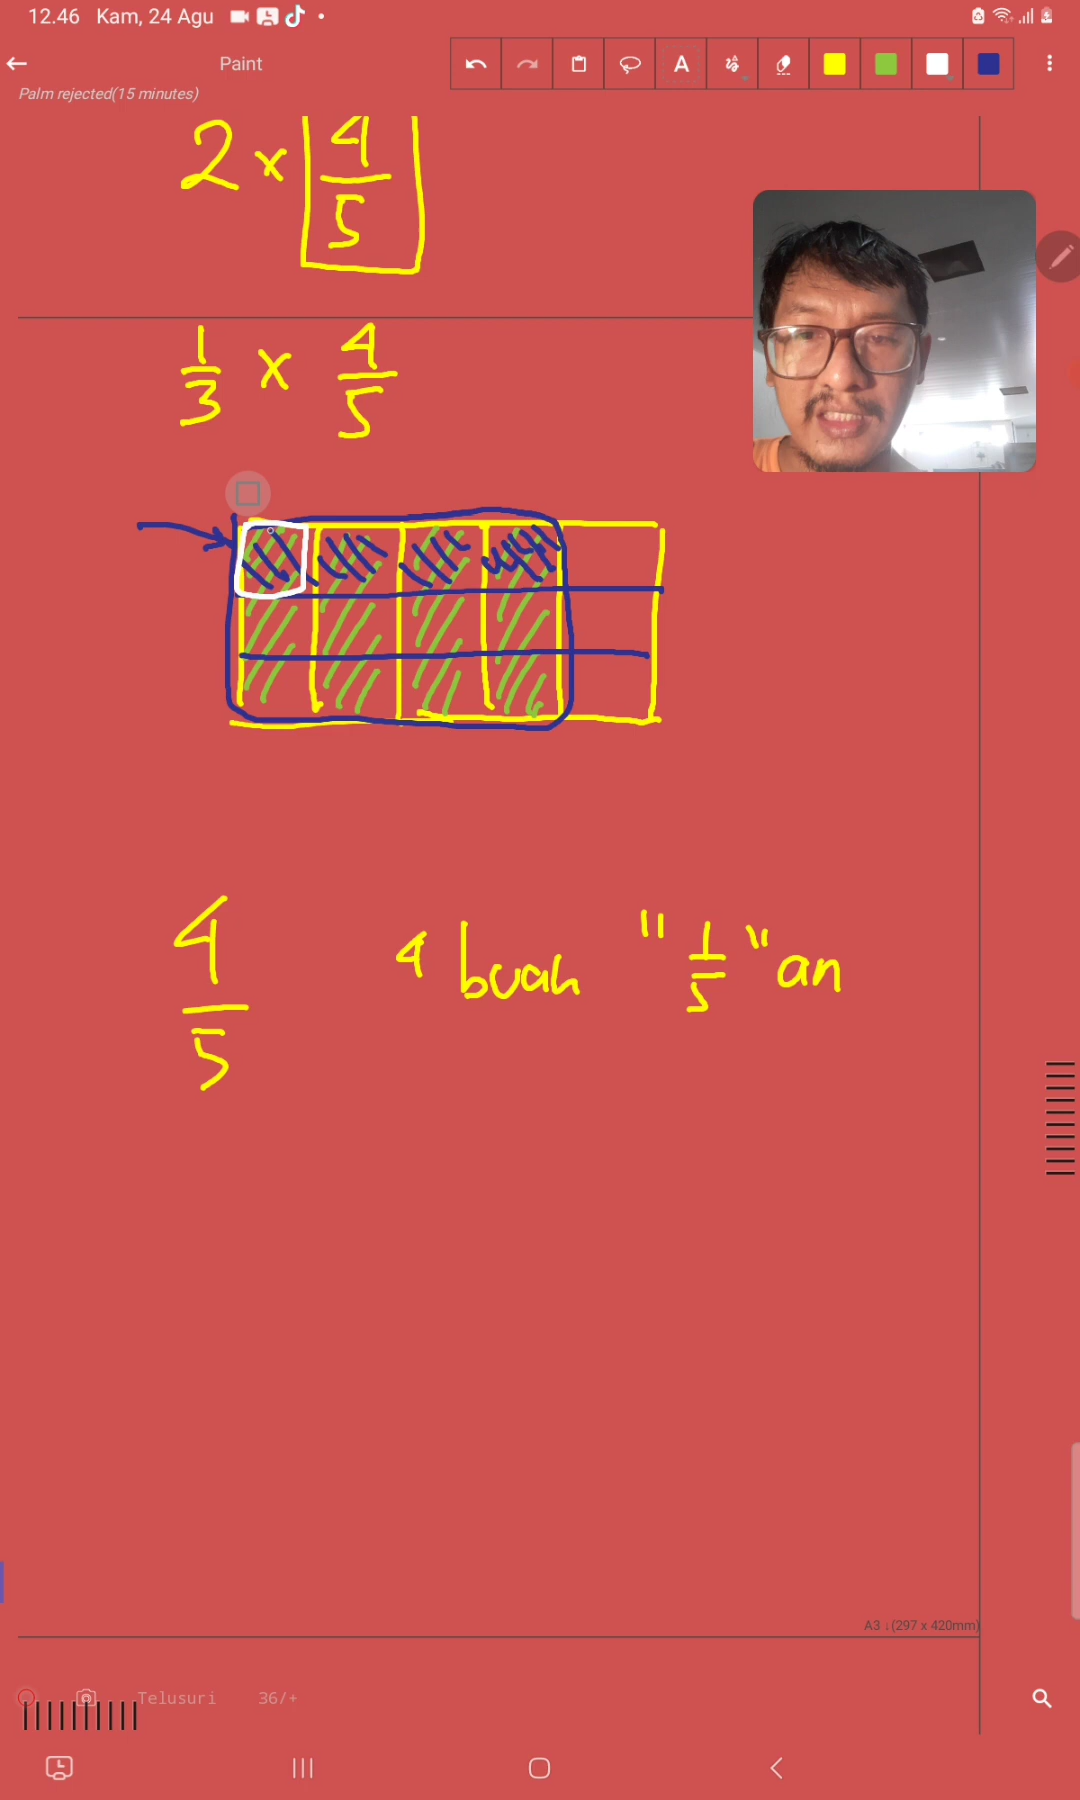 12.46 Kam, 24 Agu
Paint
A
Palm rejected(15 minutes)
2 x 4/5
1/3 x 4/5
4/5 4 buah "1/5"an
A3 ↓(297 x 420mm)
Telusuri 36/+